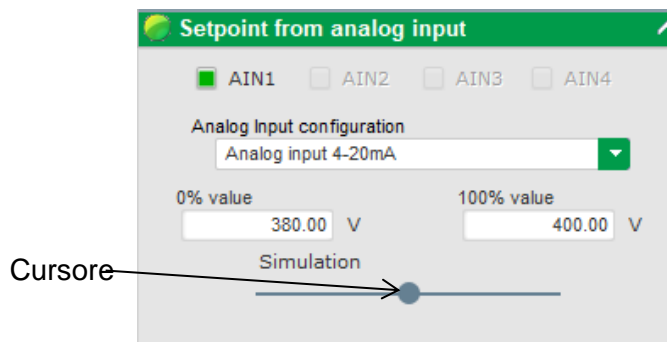 Setpoint from analog input
AIN1 AIN2 AIN3 AIN4
Analog Input configuration
Analog input 4-20mA
0% value 100% value
380.00 V 400.00 V
Simulation
Cursore